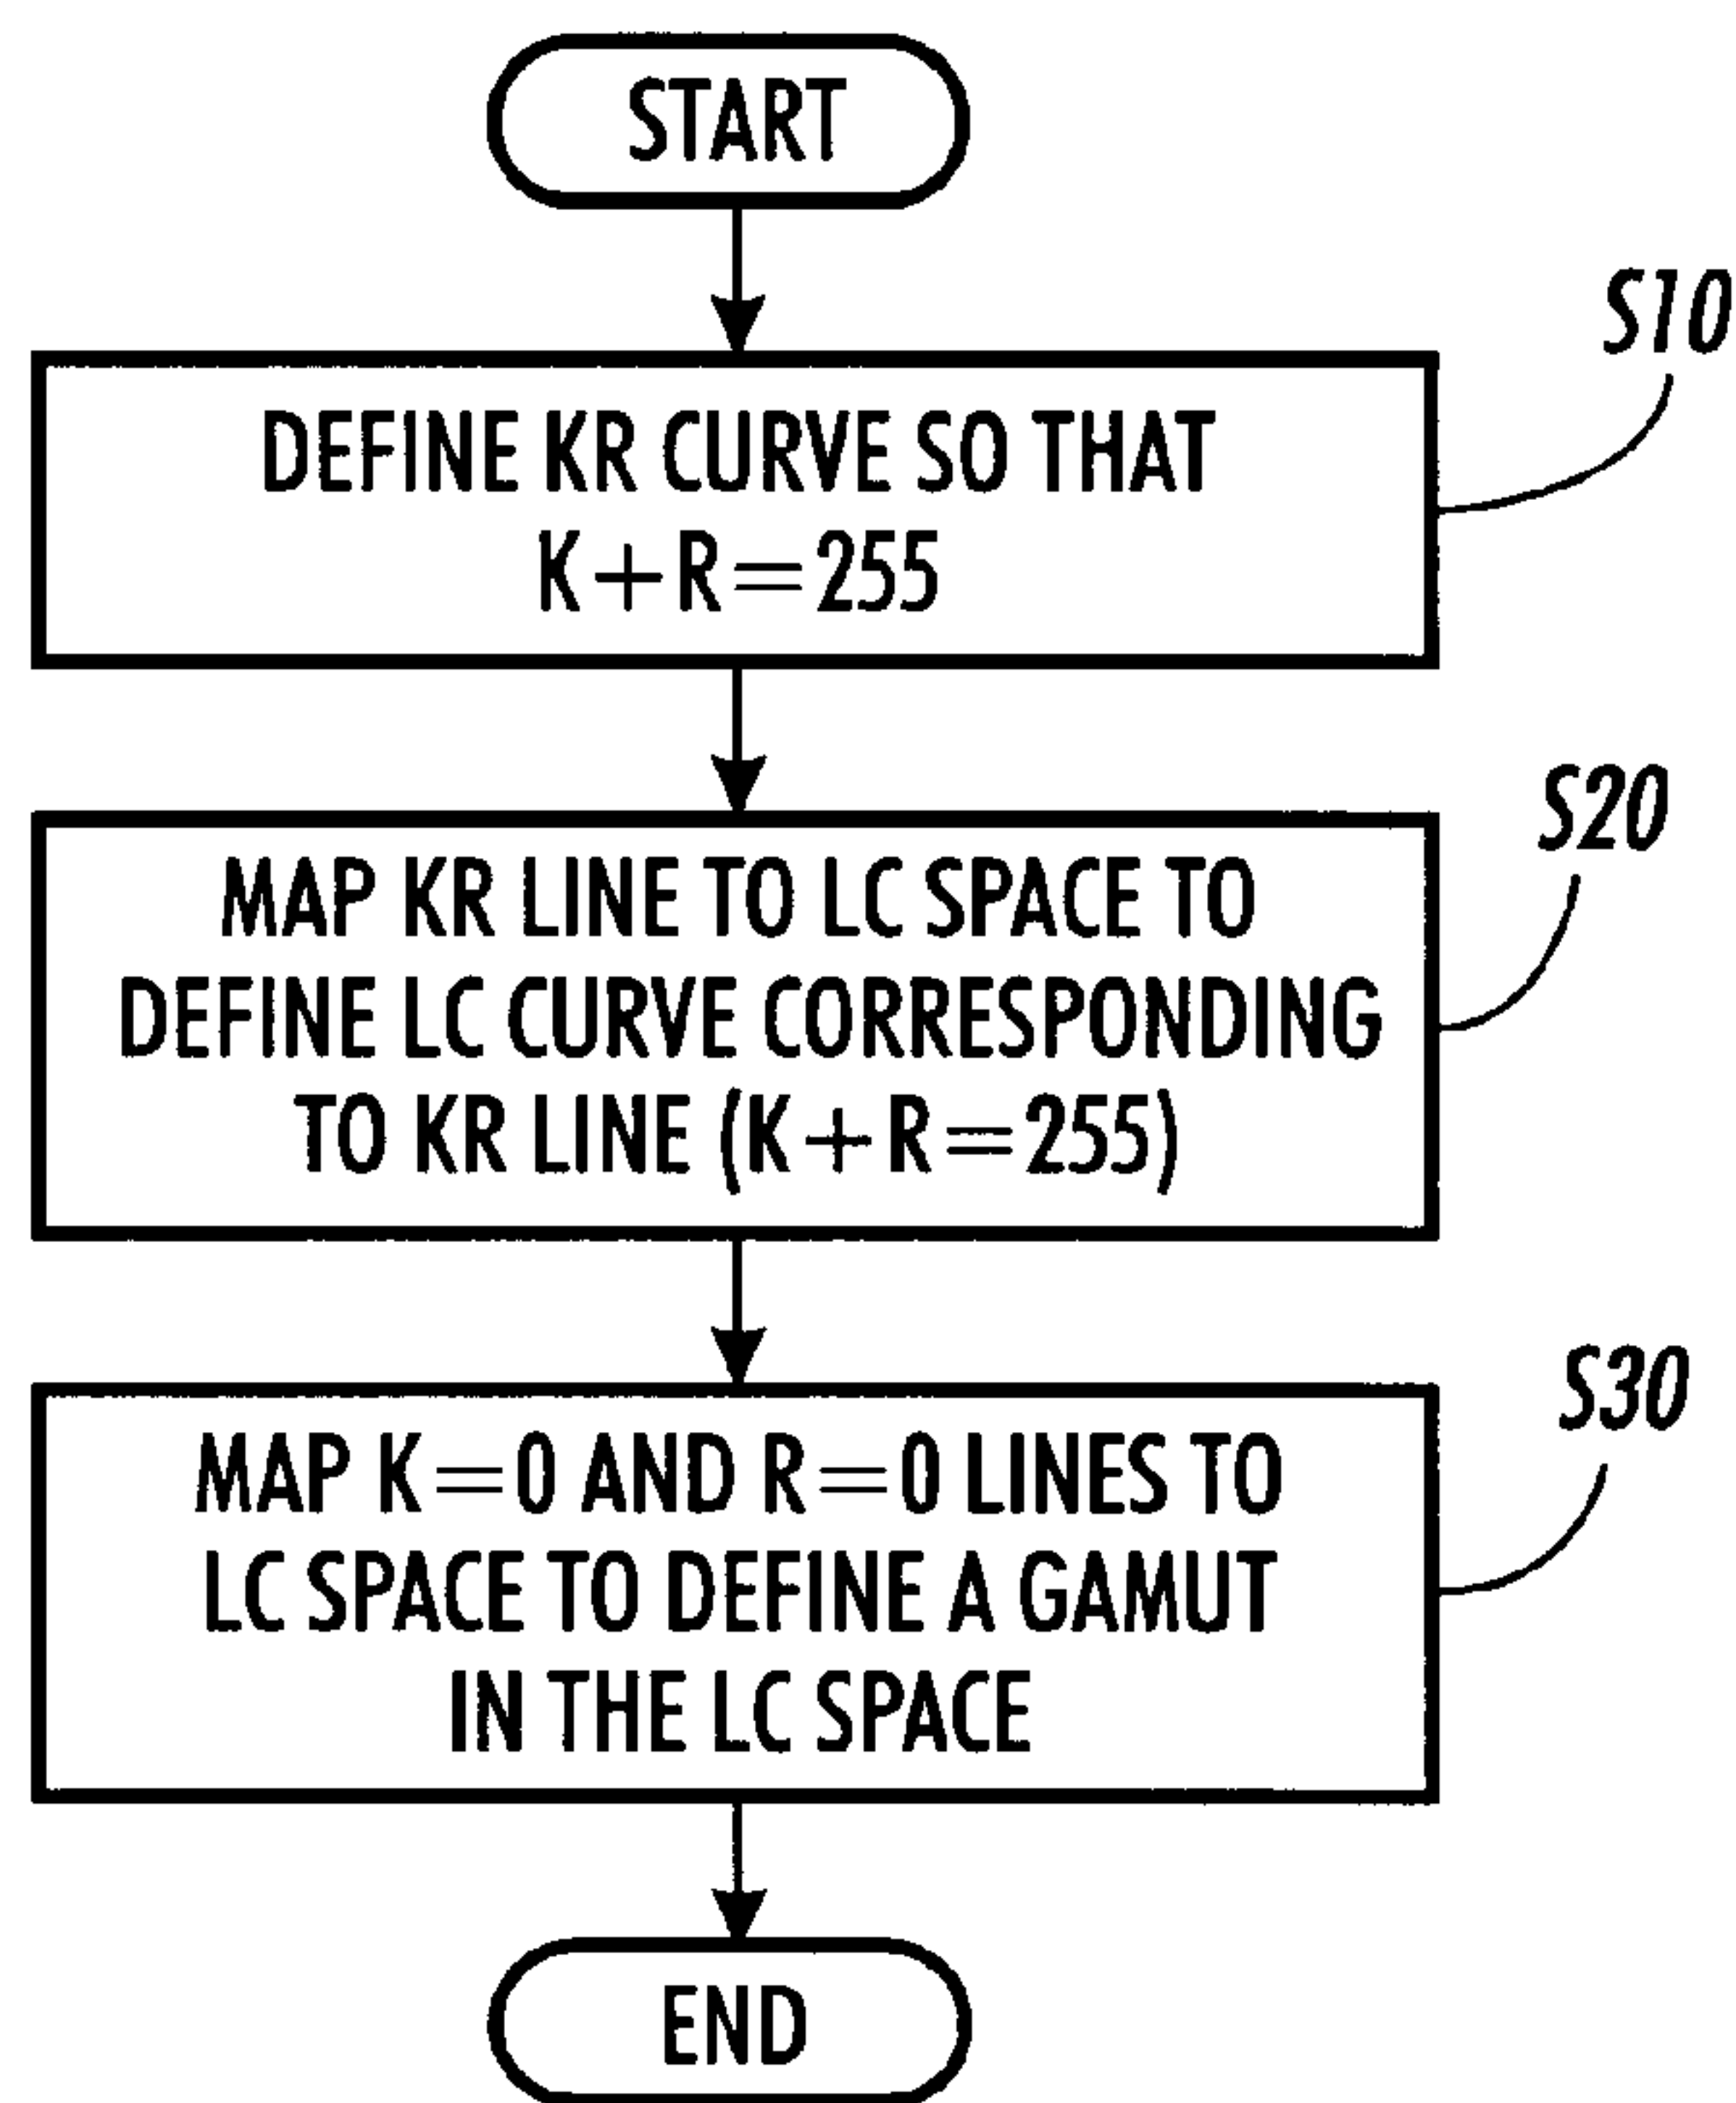 START
S10
DEFINE KR CURVE SO THAT
K+R=255
S20
MAP KR LINE TO LC SPACE TO
DEFINE LC CURVE CORRESPONDING
TO KR LINE (K+R=255)
S30
MAP K=0 AND R=0 LINES TO
LC SPACE TO DEFINE A GAMUT
IN THE LC SPACE
END